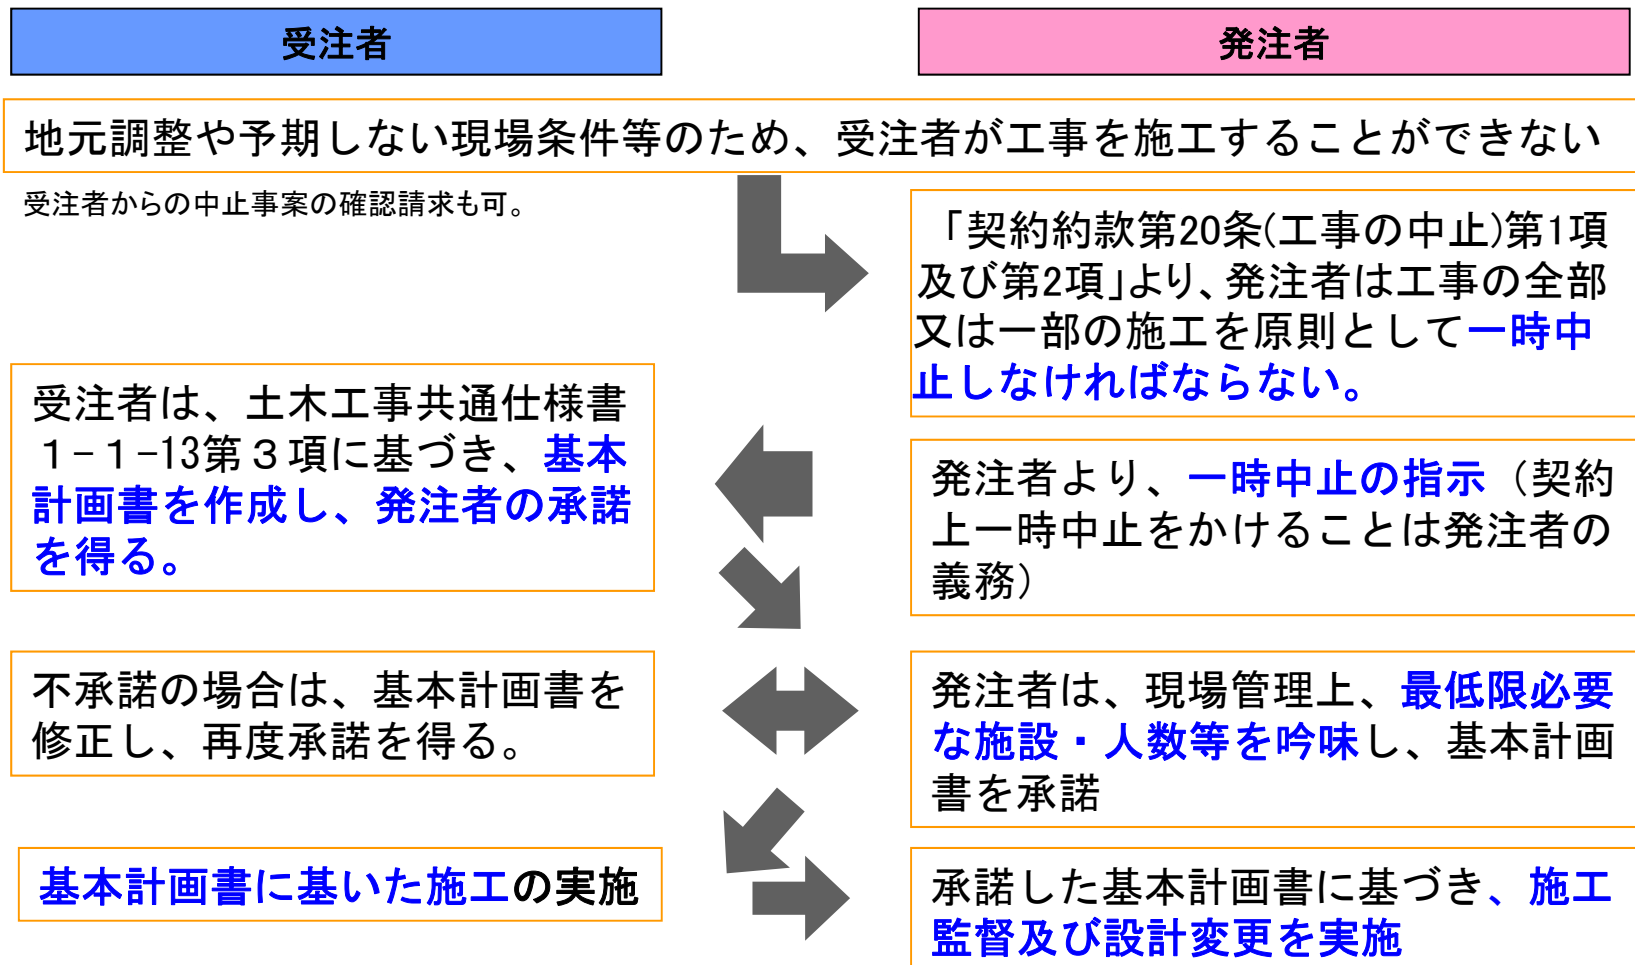 受注者
発注者
地元調整や予期しない現場条件等のため、受注者が工事を施工することができない
受注者からの中止事案の確認請求も可。
「契約約款第20条(工事の中止)第1項
及び第2項」より、発注者は工事の全部
又は一部の施工を原則として一時中
止しなければならない。
受注者は、土木工事共通仕様書
１-１-13第３項に基づき、基本
計画書を作成し、発注者の承諾
を得る。
発注者より、一時中止の指示（契約
上一時中止をかけることは発注者の
義務）
不承諾の場合は、基本計画書を
修正し、再度承諾を得る。
発注者は、現場管理上、最低限必要
な施設・人数等を吟味し、基本計画
書を承諾
基本計画書に基いた施工の実施
承諾した基本計画書に基づき、施工
監督及び設計変更を実施